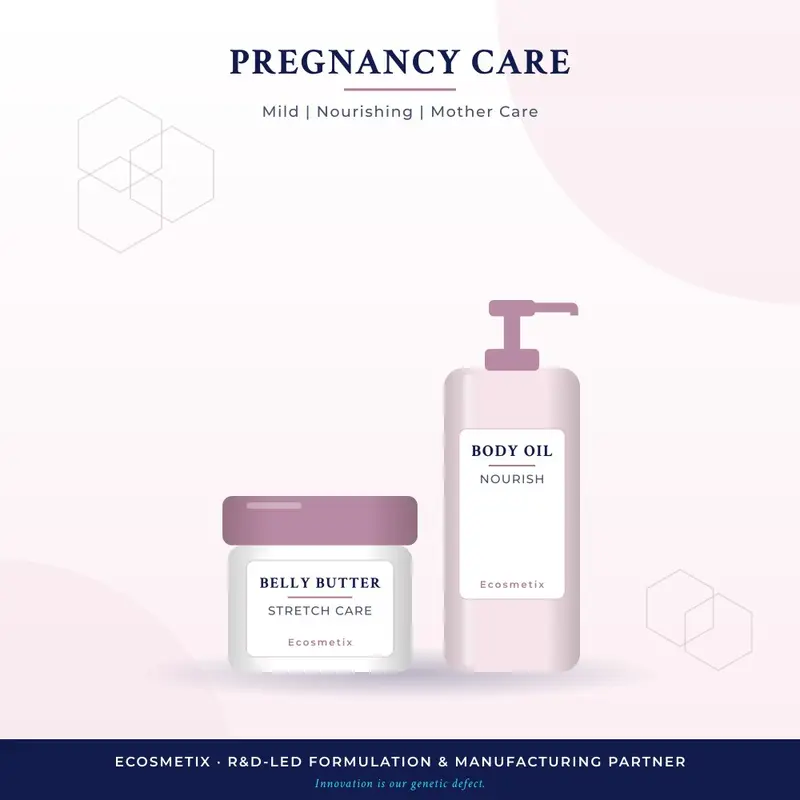 PREGNANCY CARE
Mild | Nourishing | Mother Care
BODY OIL
NOURISH
Ecosmetix
BELLY BUTTER
STRETCH CARE
Ecosmetix
ECOSMETIX · R&D-LED FORMULATION & MANUFACTURING PARTNER
Innovation is our genetic defect.